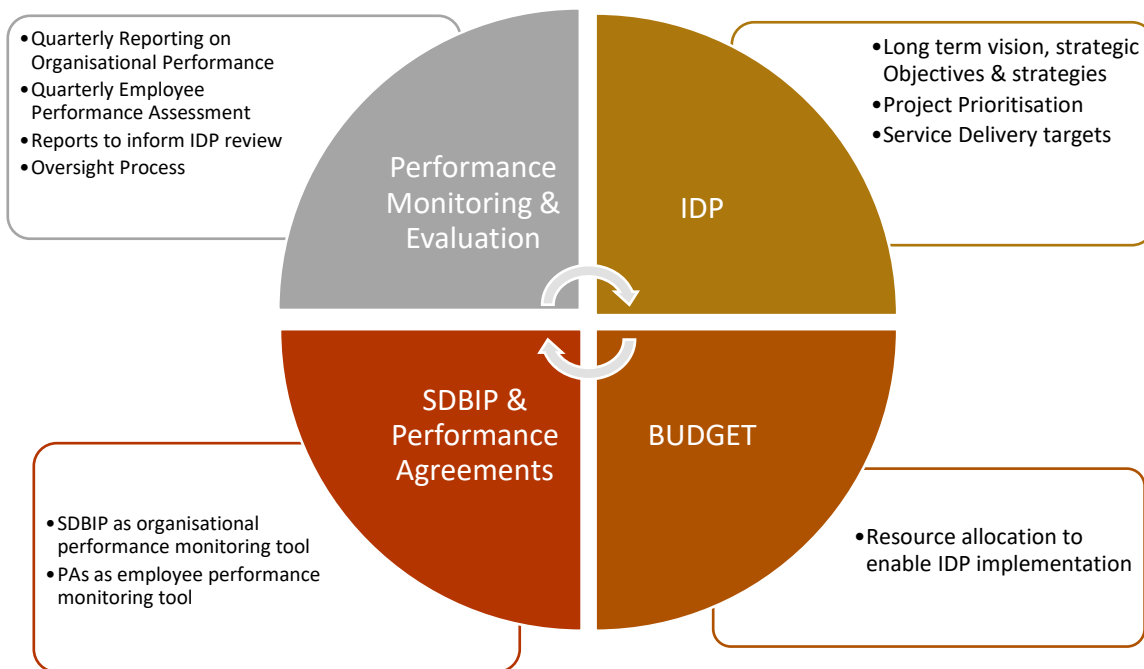 •Quarterly Reporting on
Organisational Performance
•Quarterly Employee
Performance Assessment
•Reports to inform IDP review
•Oversight Process
Performance
Monitoring &
Evaluation
IDP
•Long term vision, strategic
Objectives & strategies
•Project Prioritisation
•Service Delivery targets
SDBIP &
Performance
Agreements
BUDGET
•SDBIP as organisational
performance monitoring tool
•PAs as employee performance
monitoring tool
•Resource allocation to
enable IDP implementation